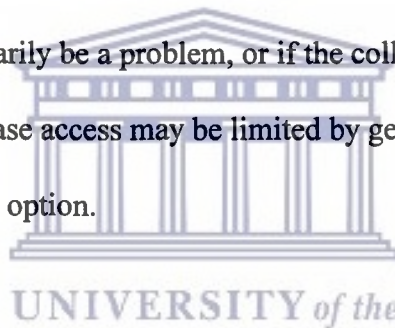 arily be a problem, or if the coll
ase access may be limited by ge
option.
UNIVERSITY of the